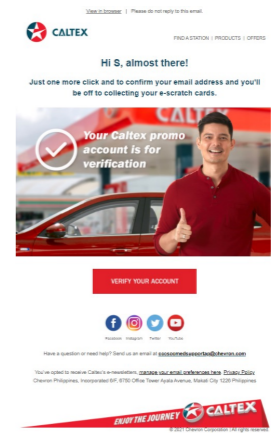 View in browser | Please do not reply to this email.
CALTEX
FIND A STATION | PRODUCTS | OFFERS
Hi S, almost there!
Just one more click and to confirm your email address and you'll
be off to collecting your e-scratch cards.
CALTEX
Your Caltex promo
account is for
verification
VERIFY YOUR ACCOUNT
Facebook Instagram Twitter YouTube
Have a question or need help? Send us an email at
You've opted to receive Caltex's e-newsletters, manage your email preferences here. Privacy Policy
Chevron Philippines, Incorporated 6/F, 6750 Office Tower Ayala Avenue, Makati City 1226 Philippines
ENJOY THE JOURNEY CALTEX
© 2021 Chevron Corporation | All rights reserved.